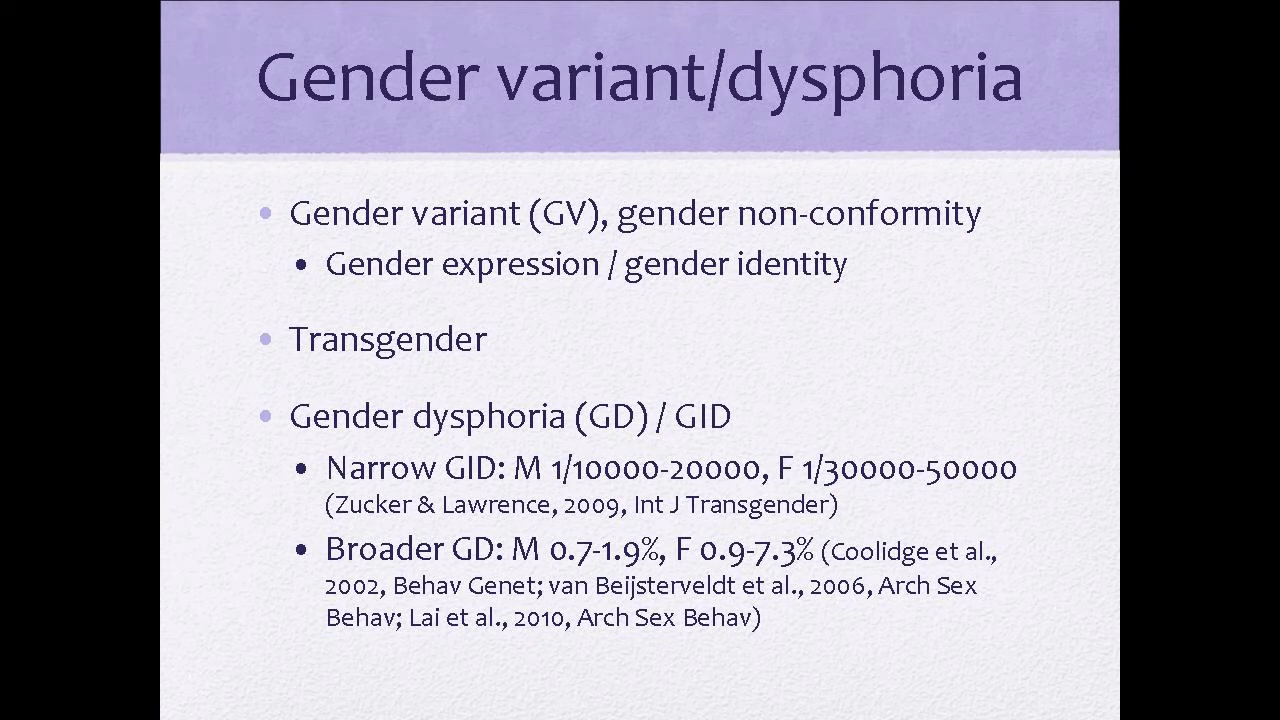 Gender variant/dysphoria
• Gender variant (GV), gender non-conformity
• Gender expression / gender identity
• Transgender
• Gender dysphoria (GD) / GID
• Narrow GID: M 1/10000-20000, F 1/30000-50000
(Zucker & Lawrence, 2009, Int J Transgender)
• Broader GD: M 0.7-1.9%, F 0.9-7.3% (Coolidge et al.,
2002, Behav Genet; van Beijsterveldt et al., 2006, Arch Sex
Behav; Lai et al., 2010, Arch Sex Behav)